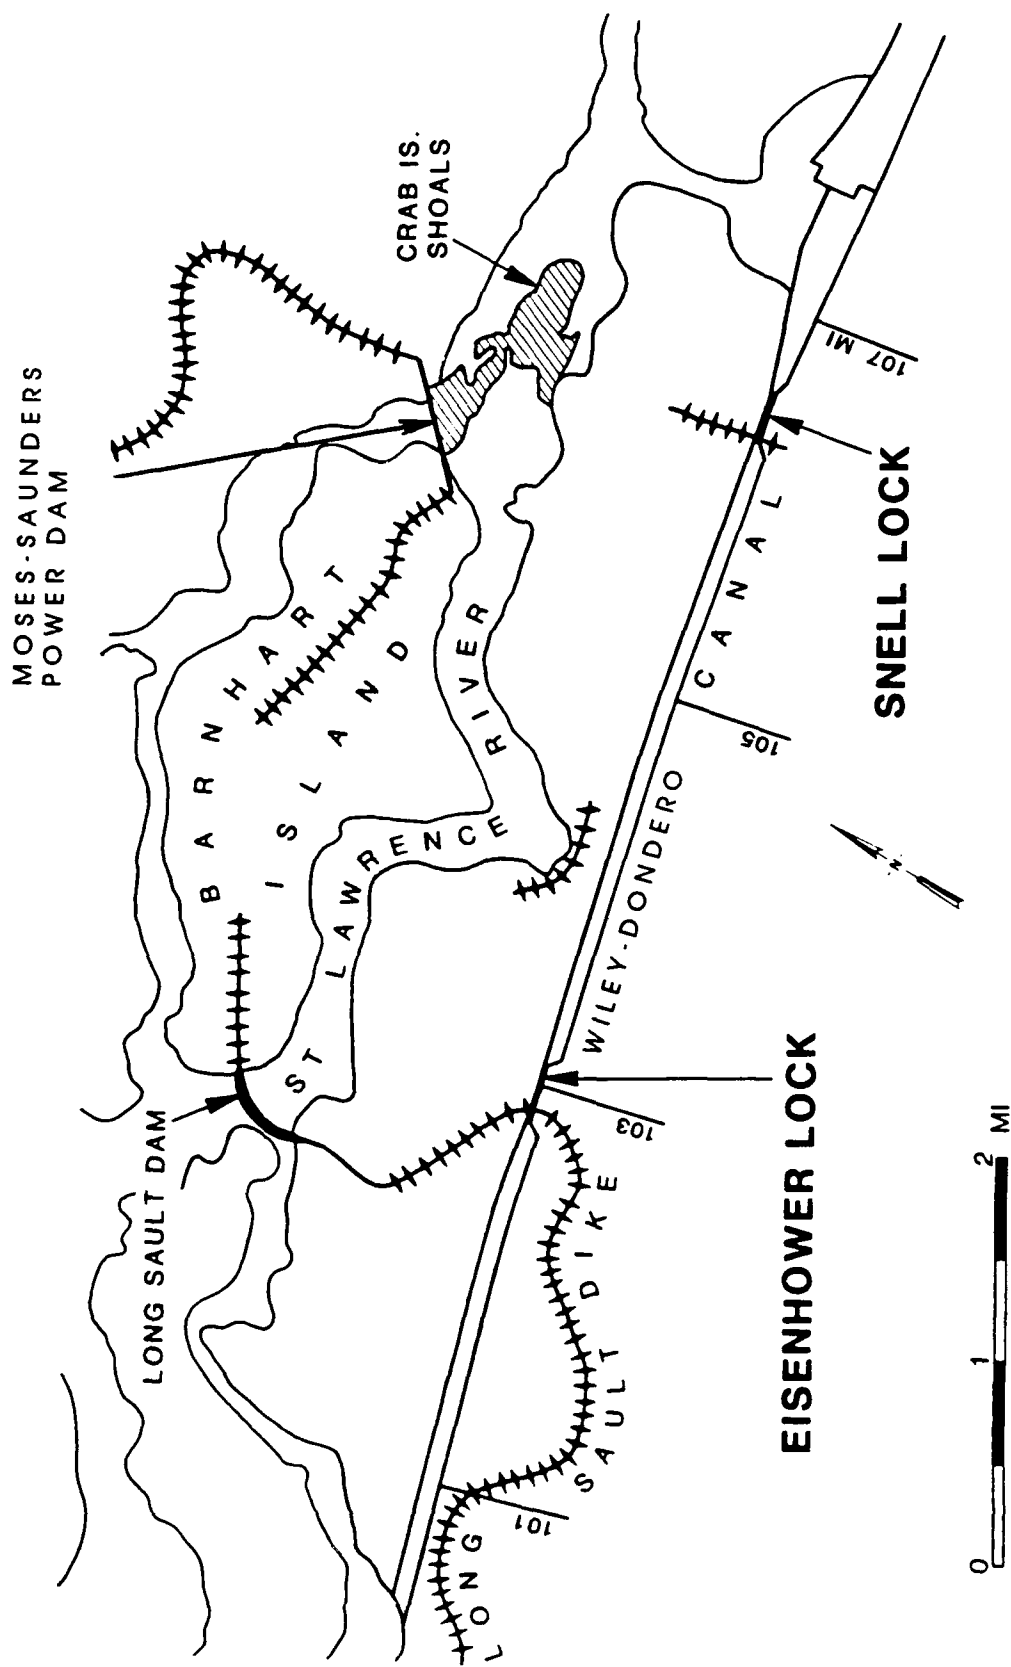 MOSES-SAUNDERS
POWER DAM
CRAB IS.
SHOALS
BARNHART
ISLAND
LONG SAULT DAM
ST LAWRENCE RIVER
WILEY-DONDERO CANAL
LONG SAULT DIKE
101
103
105
107 MI
EISENHOWER LOCK
SNELL LOCK
N
0 1 2 MI